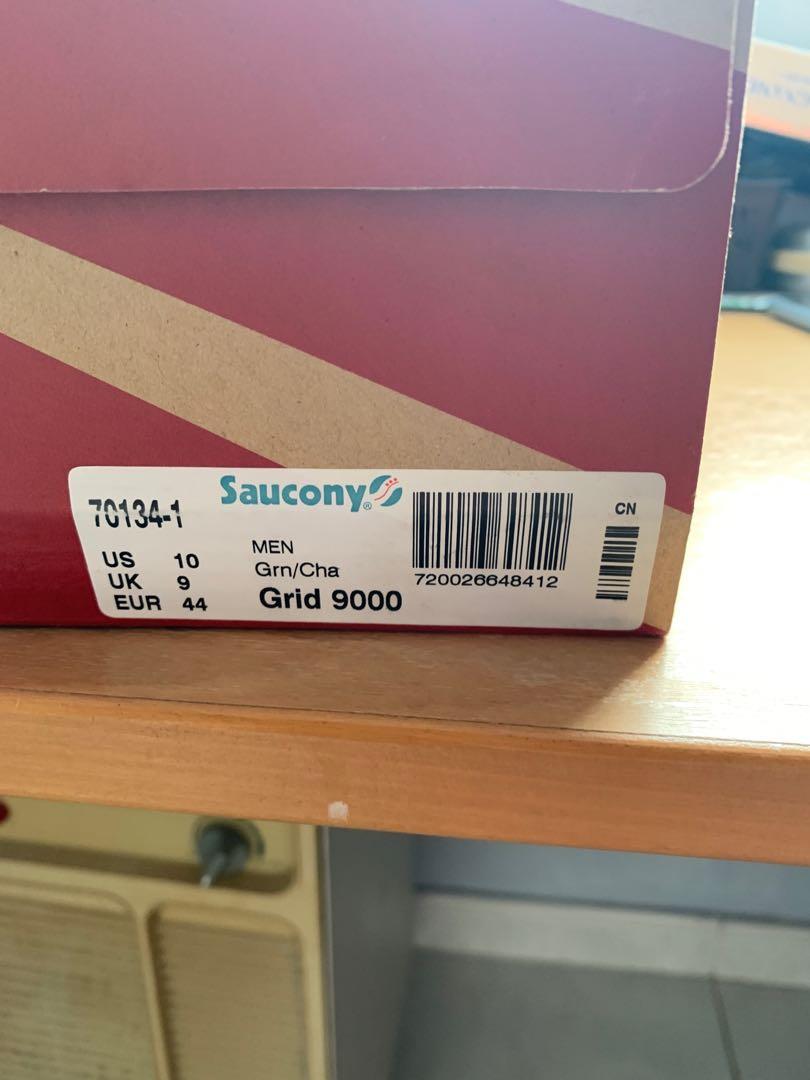 70134-1
Saucony®
US 10
UK 9
EUR 44
MEN
Grn/Cha
Grid 9000
720026648412
CN